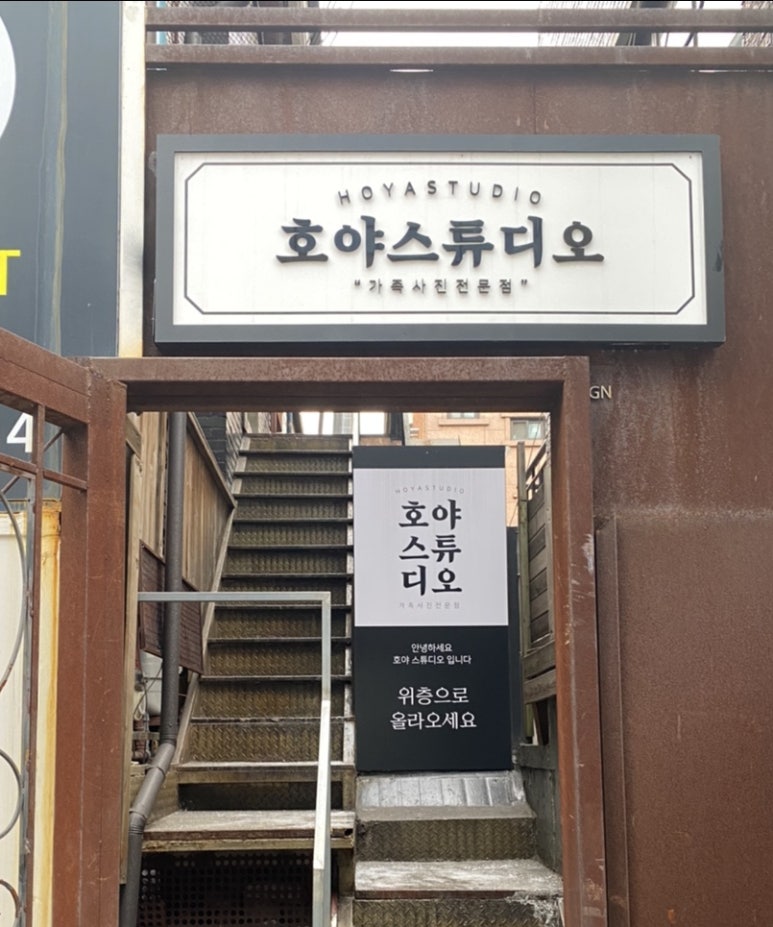 HOYASTUDIO
호야스튜디오
"가족사진전문점"
T
4
GN
HOYASTUDIO
호야
스튜
디오
가족사진전문점
안녕하세요
호야 스튜디오 입니다
위층으로
올라오세요